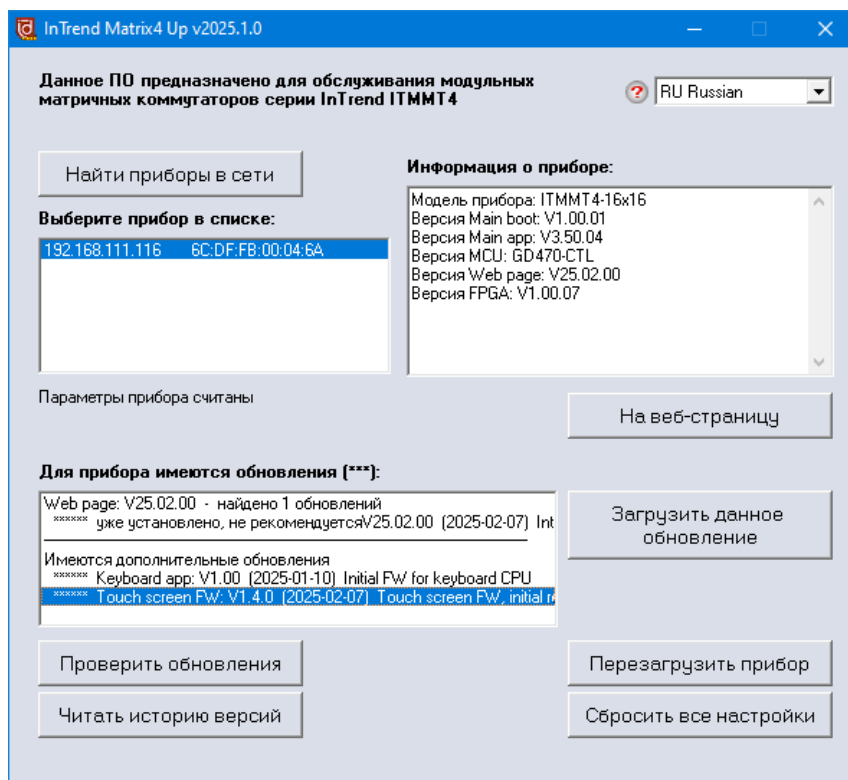 InTrend Matrix4 Up v2025.1.0
Данное ПО предназначено для обслуживания модульных
матричных коммутаторов серии InTrend ITMMT4
RU Russian
Найти приборы в сети
Информация о приборе:
Выберите прибор в списке:
192.168.111.116 6C:DF:FB:00:04:6A
Модель прибора: ITMMT4-16x16
Версия Main boot: V1.00.01
Версия Main app: V3.50.04
Версия MCU: GD470-CTL
Версия Web page: V25.02.00
Версия FPGA: V1.00.07
Параметры прибора считаны
На веб-страницу
Для прибора имеются обновления (***):
Web page: V25.02.00 - найдено 1 обновлений
****** уже установлено, не рекомендуетсяV25.02.00 (2025-02-07) Int
Имеются дополнительные обновления
****** Keyboard app: V1.00 (2025-01-10) Initial FW for keyboard CPU
****** Touch screen FW: V1.4.0 (2025-02-07) Touch screen FW, initial
Загрузить данное
обновление
Проверить обновления
Перезагрузить прибор
Читать историю версий
Сбросить все настройки